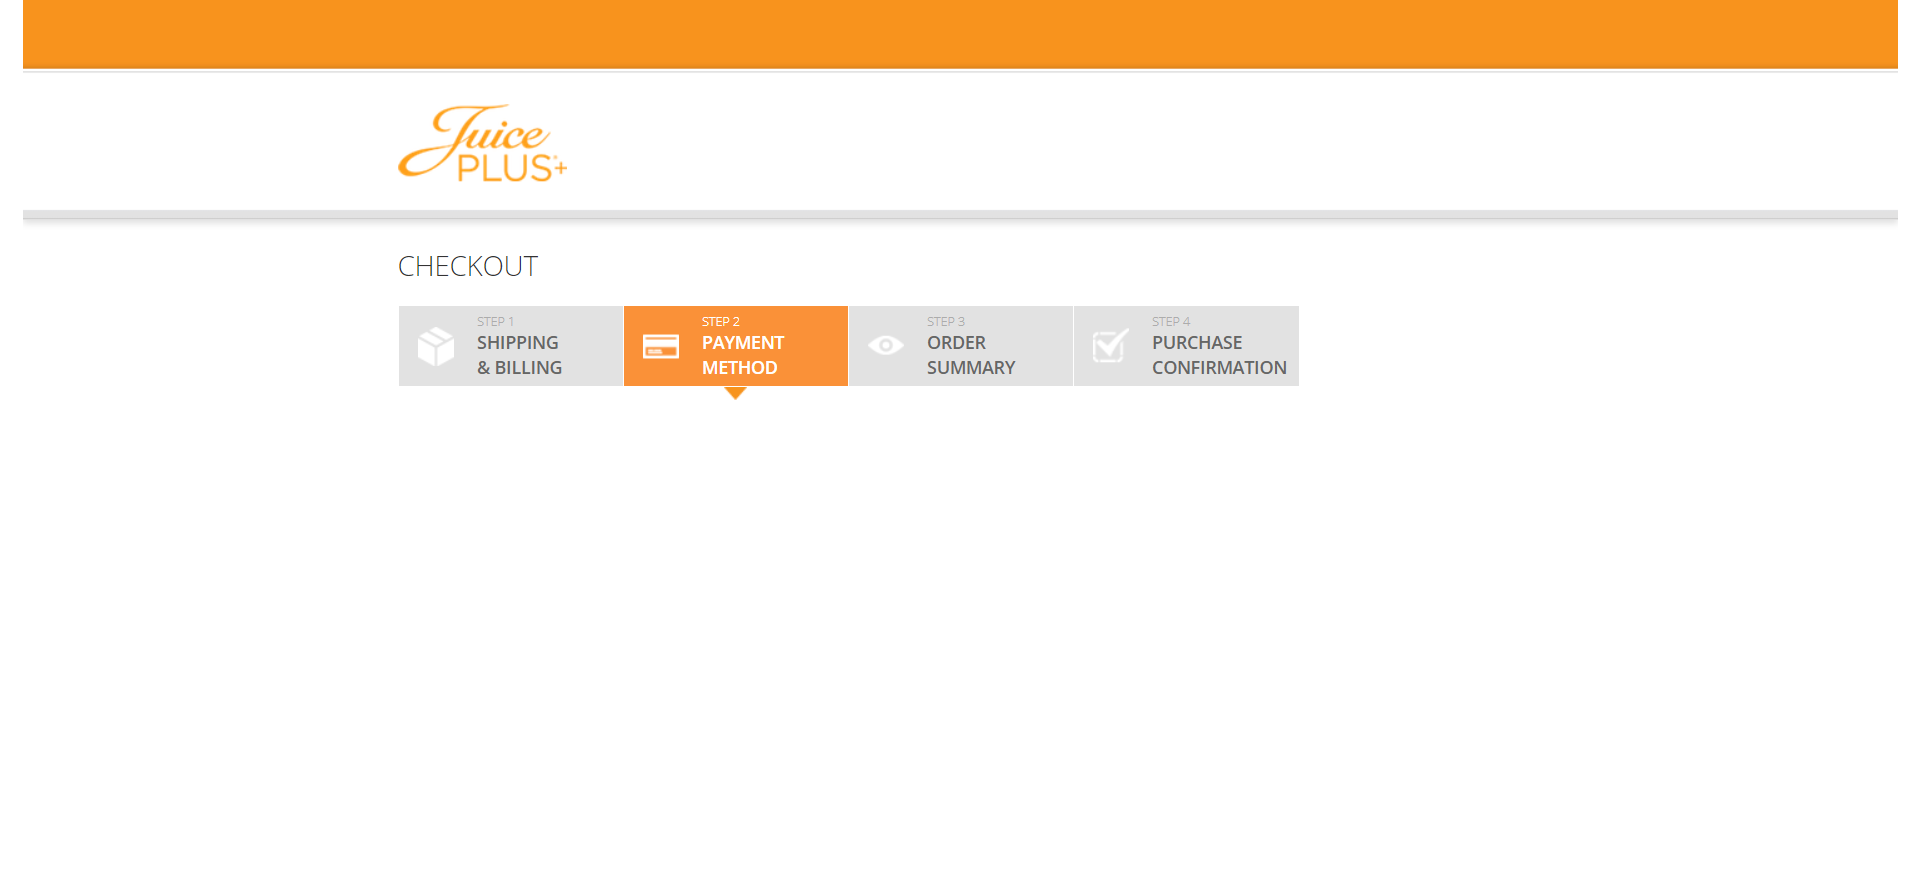 Juice
PLUS+
CHECKOUT
STEP 1
SHIPPING
& BILLING
STEP 2
PAYMENT
METHOD
STEP 3
ORDER
SUMMARY
STEP 4
PURCHASE
CONFIRMATION